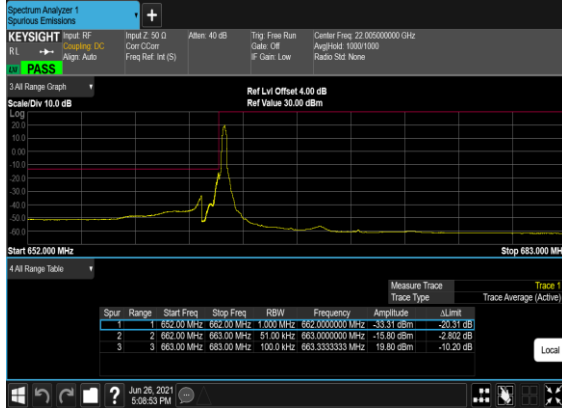 Spectrum Analyzer 1
Spurious Emissions
+
KEYSIGHT
RL
PASS
Input: RF
Coupling: DC
Align: Auto
Input Z: 50 Ω
Corr CCorr
Freq Ref: Int (S)
Atten: 40 dB
Trig: Free Run
Gate: Off
IF Gain: Low
Center Freq: 22.005000000 GHz
Avg|Hold: 1000/1000
Radio Std: None
3 All Range Graph
Scale/Div 10.0 dB
Ref Lvl Offset 4.00 dB
Ref Value 30.00 dBm
Log
20.0
10.0
0.00
-10.0
-20.0
-30.0
-40.0
-50.0
-60.0
Start 652.000 MHz
Stop 683.000 MHz
4 All Range Table
Measure Trace Trace 1
Trace Type Trace Average (Active)
Spur Range Start Freq Stop Freq RBW Frequency Amplitude ΔLimit
1 1 652.00 MHz 662.00 MHz 1.000 MHz 662.0000000 MHz -33.31 dBm -20.31 dB
2 2 662.00 MHz 663.00 MHz 51.00 kHz 663.0000000 MHz -15.80 dBm -2.802 dB
3 3 663.00 MHz 683.00 MHz 100.0 kHz 663.3333333 MHz 19.80 dBm -10.20 dB
Local
?
Jun 26, 2021
5:08:53 PM